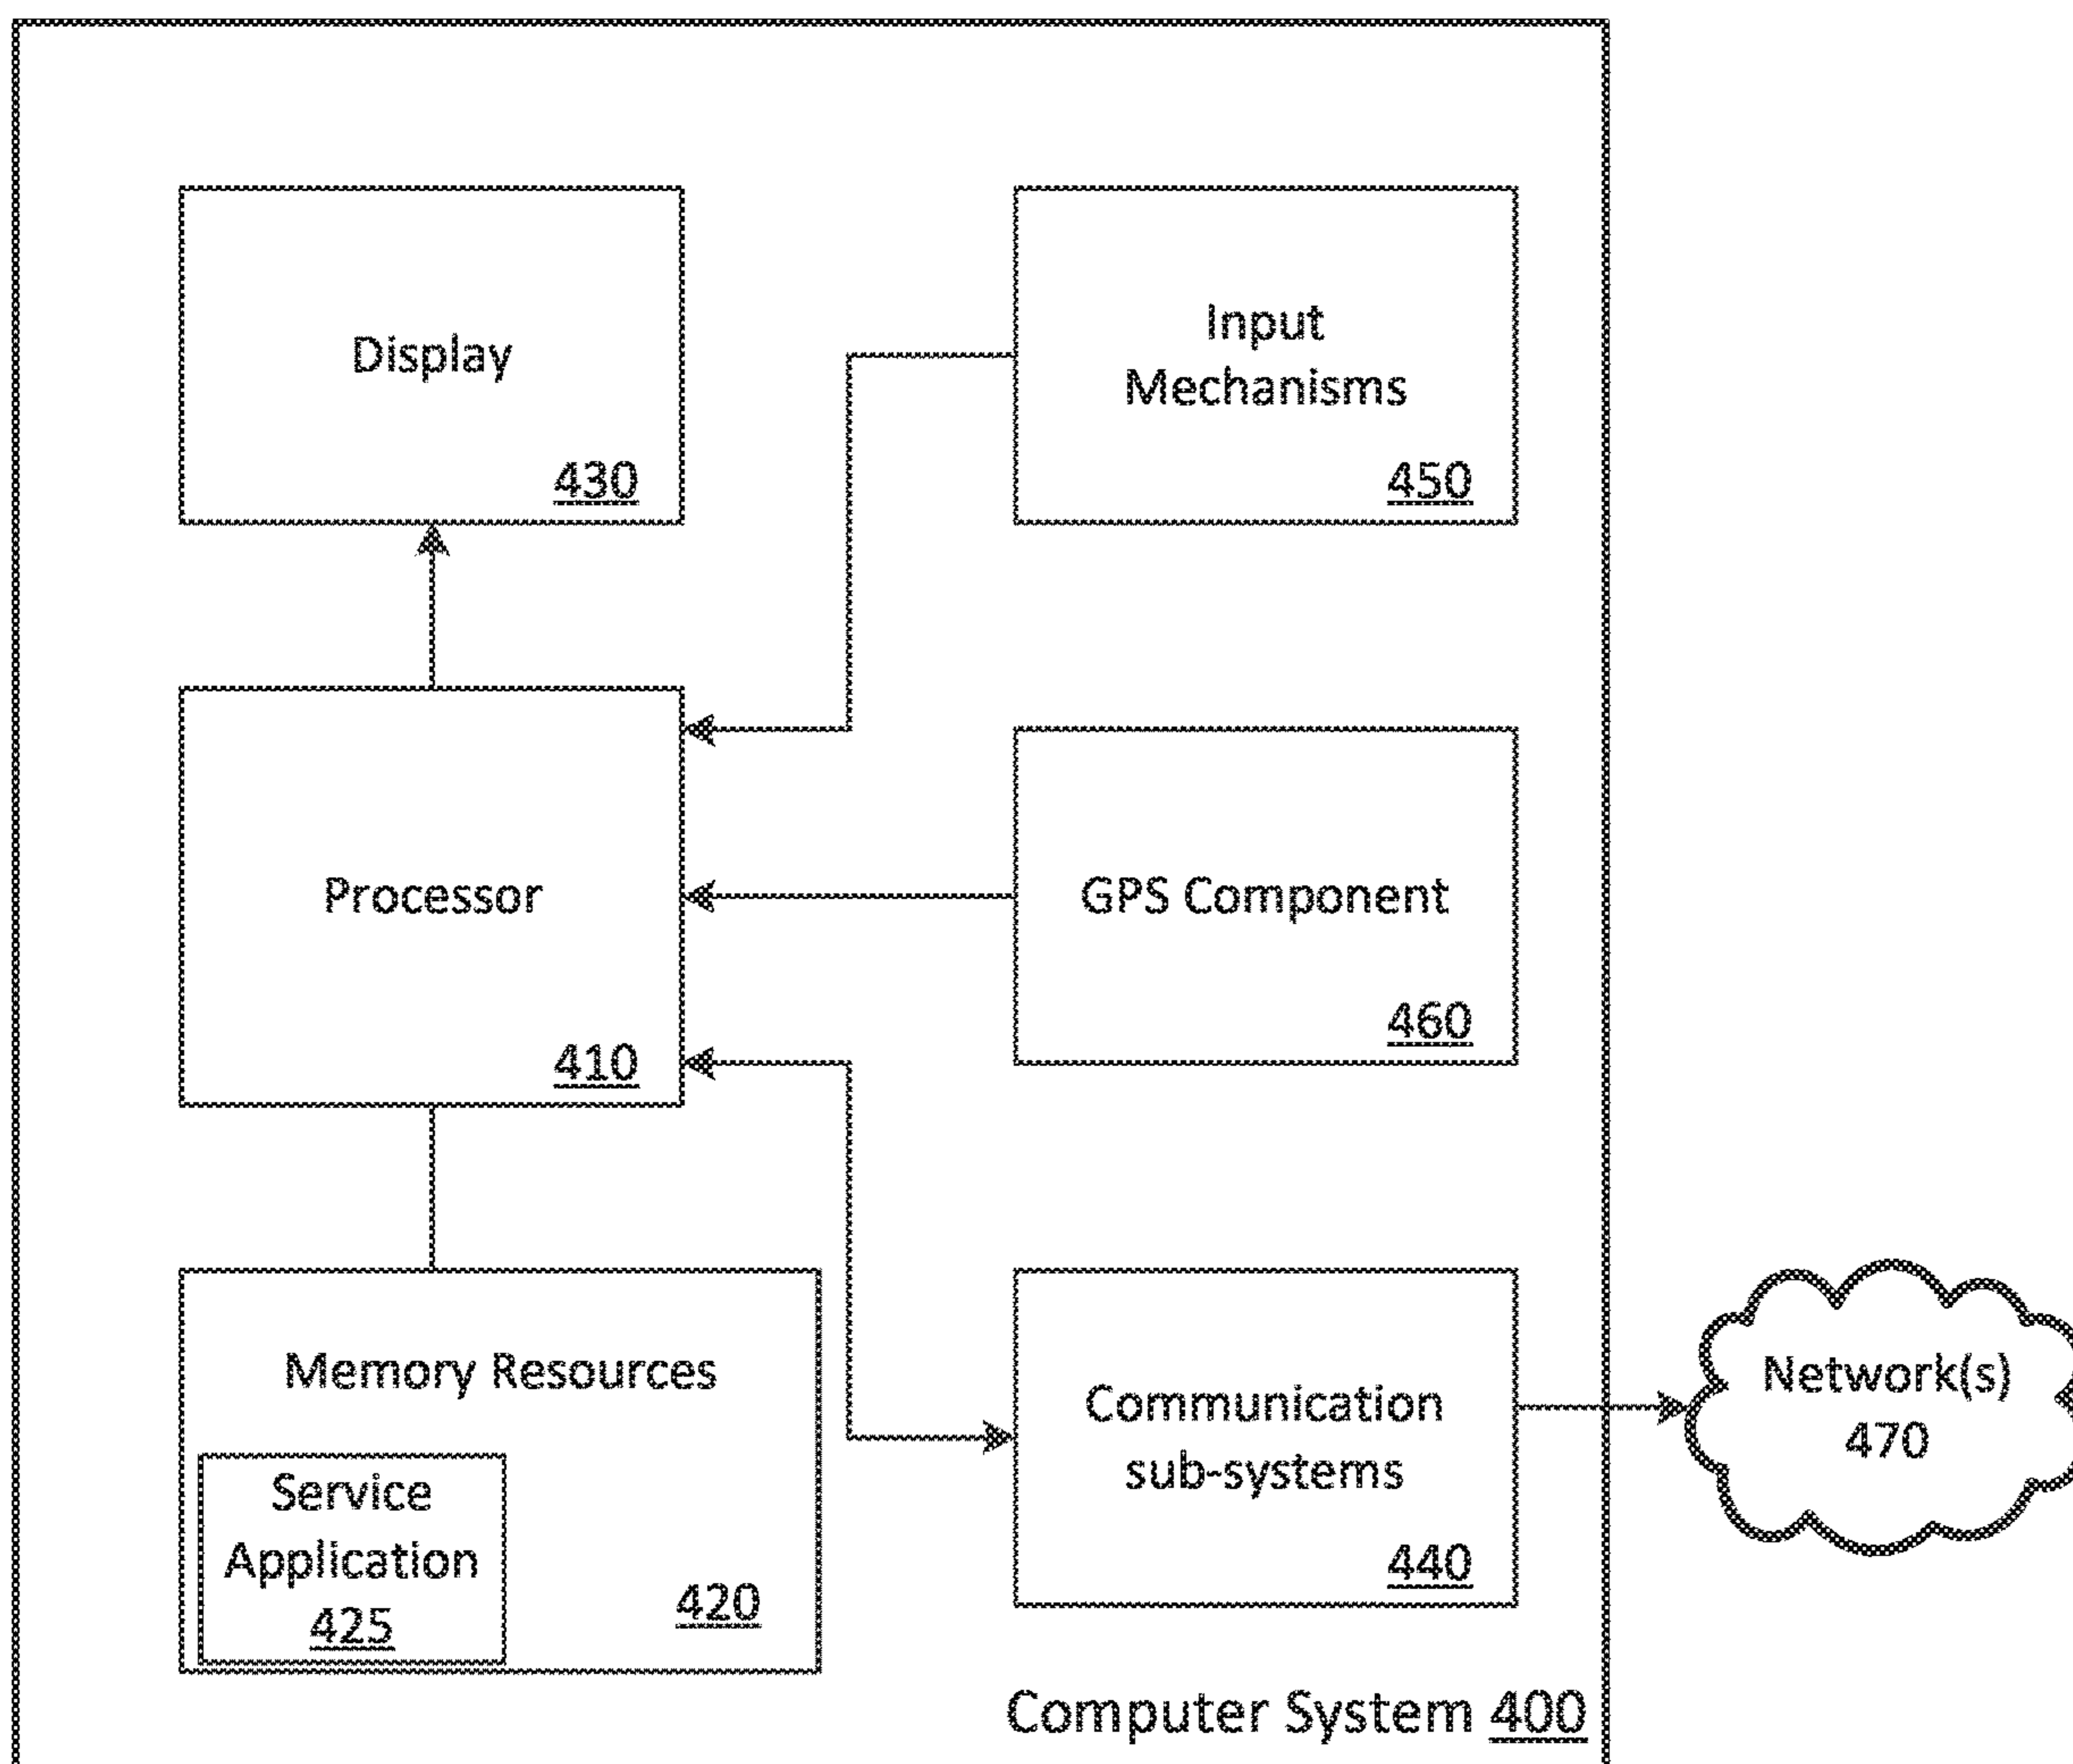 Display
430
Input
Mechanisms
450
Processor
410
GPS Component
460
Memory Resources
420
Service
Application
425
Communication
sub-systems
440
Network(s)
470
Computer System 400